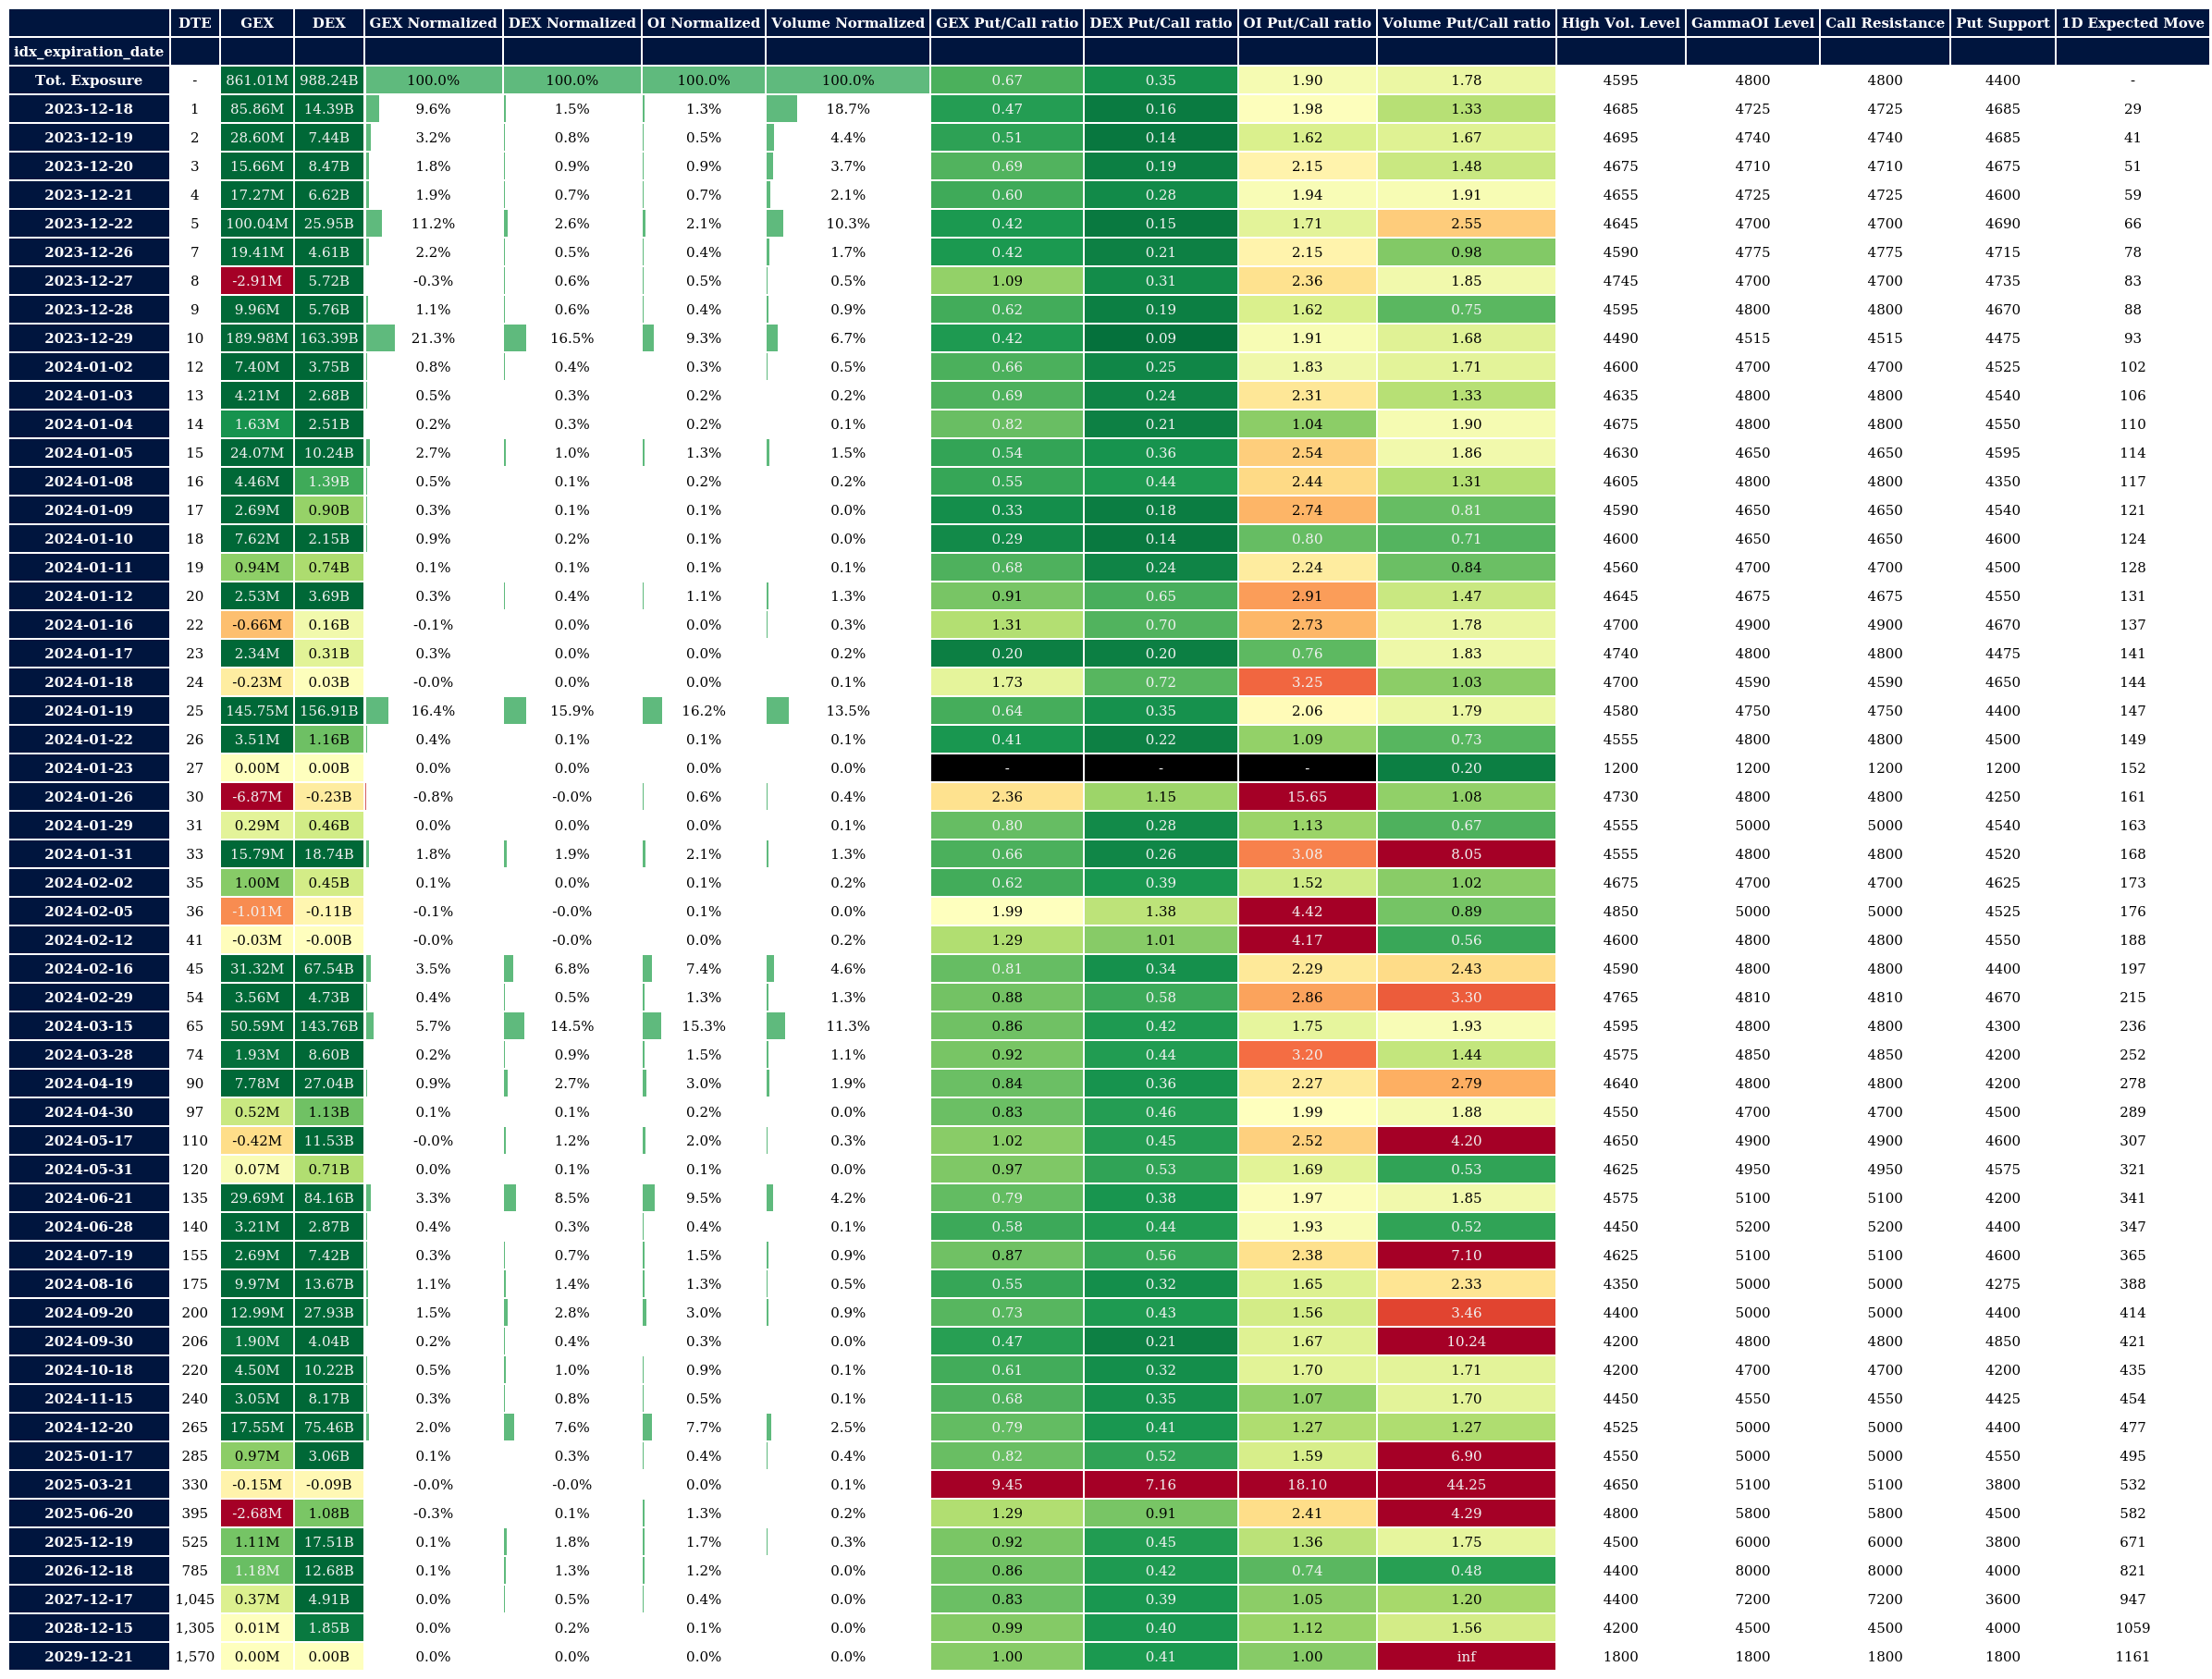 DTE GEX DEX GEX Normalized DEX Normalized OI Normalized Volume Normalized GEX Put/Call ratio DEX Put/Call ratio OI Put/Call ratio Volume Put/Call ratio High Vol. Level GammaOI Level Call Resistance Put Support 1D Expected Move
idx_expiration_date
Tot. Exposure - 861.01M 988.24B 100.0% 100.0% 100.0% 100.0% 0.67 0.35 1.90 1.78 4595 4800 4800 4400 -
2023-12-18 1 85.86M 14.39B 9.6% 1.5% 1.3% 18.7% 0.47 0.16 1.98 1.33 4685 4725 4725 4685 29
2023-12-19 2 28.60M 7.44B 3.2% 0.8% 0.5% 4.4% 0.51 0.14 1.62 1.67 4695 4740 4740 4685 41
2023-12-20 3 15.66M 8.47B 1.8% 0.9% 0.9% 3.7% 0.69 0.19 2.15 1.48 4675 4710 4710 4675 51
2023-12-21 4 17.27M 6.62B 1.9% 0.7% 0.7% 2.1% 0.60 0.28 1.94 1.91 4655 4725 4725 4600 59
2023-12-22 5 100.04M 25.95B 11.2% 2.6% 2.1% 10.3% 0.42 0.15 1.71 2.55 4645 4700 4700 4690 66
2023-12-26 7 19.41M 4.61B 2.2% 0.5% 0.4% 1.7% 0.42 0.21 2.15 0.98 4590 4775 4775 4715 78
2023-12-27 8 -2.91M 5.72B -0.3% 0.6% 0.5% 0.5% 1.09 0.31 2.36 1.85 4745 4700 4700 4735 83
2023-12-28 9 9.96M 5.76B 1.1% 0.6% 0.4% 0.9% 0.62 0.19 1.62 0.75 4595 4800 4800 4670 88
2023-12-29 10 189.98M 163.39B 21.3% 16.5% 9.3% 6.7% 0.42 0.09 1.91 1.68 4490 4515 4515 4475 93
2024-01-02 12 7.40M 3.75B 0.8% 0.4% 0.3% 0.5% 0.66 0.25 1.83 1.71 4600 4700 4700 4525 102
2024-01-03 13 4.21M 2.68B 0.5% 0.3% 0.2% 0.2% 0.69 0.24 2.31 1.33 4635 4800 4800 4540 106
2024-01-04 14 1.63M 2.51B 0.2% 0.3% 0.2% 0.1% 0.82 0.21 1.04 1.90 4675 4800 4800 4550 110
2024-01-05 15 24.07M 10.24B 2.7% 1.0% 1.3% 1.5% 0.54 0.36 2.54 1.86 4630 4650 4650 4595 114
2024-01-08 16 4.46M 1.39B 0.5% 0.1% 0.2% 0.2% 0.55 0.44 2.44 1.31 4605 4800 4800 4350 117
2024-01-09 17 2.69M 0.90B 0.3% 0.1% 0.1% 0.0% 0.33 0.18 2.74 0.81 4590 4650 4650 4540 121
2024-01-10 18 7.62M 2.15B 0.9% 0.2% 0.1% 0.0% 0.29 0.14 0.80 0.71 4600 4650 4650 4600 124
2024-01-11 19 0.94M 0.74B 0.1% 0.1% 0.1% 0.1% 0.68 0.24 2.24 0.84 4560 4700 4700 4500 128
2024-01-12 20 2.53M 3.69B 0.3% 0.4% 1.1% 1.3% 0.91 0.65 2.91 1.47 4645 4675 4675 4550 131
2024-01-16 22 -0.66M 0.16B -0.1% 0.0% 0.0% 0.3% 1.31 0.70 2.73 1.78 4700 4900 4900 4670 137
2024-01-17 23 2.34M 0.31B 0.3% 0.0% 0.0% 0.2% 0.20 0.20 0.76 1.83 4740 4800 4800 4475 141
2024-01-18 24 -0.23M 0.03B -0.0% 0.0% 0.0% 0.1% 1.73 0.72 3.25 1.03 4700 4590 4590 4650 144
2024-01-19 25 145.75M 156.91B 16.4% 15.9% 16.2% 13.5% 0.64 0.35 2.06 1.79 4580 4750 4750 4400 147
2024-01-22 26 3.51M 1.16B 0.4% 0.1% 0.1% 0.1% 0.41 0.22 1.09 0.73 4555 4800 4800 4500 149
2024-01-23 27 0.00M 0.00B 0.0% 0.0% 0.0% 0.0% - - - 0.20 1200 1200 1200 1200 152
2024-01-26 30 -6.87M -0.23B -0.8% -0.0% 0.6% 0.4% 2.36 1.15 15.65 1.08 4730 4800 4800 4250 161
2024-01-29 31 0.29M 0.46B 0.0% 0.0% 0.0% 0.1% 0.80 0.28 1.13 0.67 4555 5000 5000 4540 163
2024-01-31 33 15.79M 18.74B 1.8% 1.9% 2.1% 1.3% 0.66 0.26 3.08 8.05 4555 4800 4800 4520 168
2024-02-02 35 1.00M 0.45B 0.1% 0.0% 0.1% 0.2% 0.62 0.39 1.52 1.02 4675 4700 4700 4625 173
2024-02-05 36 -1.01M -0.11B -0.1% -0.0% 0.1% 0.0% 1.99 1.38 4.42 0.89 4850 5000 5000 4525 176
2024-02-12 41 -0.03M -0.00B -0.0% -0.0% 0.0% 0.2% 1.29 1.01 4.17 0.56 4600 4800 4800 4550 188
2024-02-16 45 31.32M 67.54B 3.5% 6.8% 7.4% 4.6% 0.81 0.34 2.29 2.43 4590 4800 4800 4400 197
2024-02-29 54 3.56M 4.73B 0.4% 0.5% 1.3% 1.3% 0.88 0.58 2.86 3.30 4765 4810 4810 4670 215
2024-03-15 65 50.59M 143.76B 5.7% 14.5% 15.3% 11.3% 0.86 0.42 1.75 1.93 4595 4800 4800 4300 236
2024-03-28 74 1.93M 8.60B 0.2% 0.9% 1.5% 1.1% 0.92 0.44 3.20 1.44 4575 4850 4850 4200 252
2024-04-19 90 7.78M 27.04B 0.9% 2.7% 3.0% 1.9% 0.84 0.36 2.27 2.79 4640 4800 4800 4200 278
2024-04-30 97 0.52M 1.13B 0.1% 0.1% 0.2% 0.0% 0.83 0.46 1.99 1.88 4550 4700 4700 4500 289
2024-05-17 110 -0.42M 11.53B -0.0% 1.2% 2.0% 0.3% 1.02 0.45 2.52 4.20 4650 4900 4900 4600 307
2024-05-31 120 0.07M 0.71B 0.0% 0.1% 0.1% 0.0% 0.97 0.53 1.69 0.53 4625 4950 4950 4575 321
2024-06-21 135 29.69M 84.16B 3.3% 8.5% 9.5% 4.2% 0.79 0.38 1.97 1.85 4575 5100 5100 4200 341
2024-06-28 140 3.21M 2.87B 0.4% 0.3% 0.4% 0.1% 0.58 0.44 1.93 0.52 4450 5200 5200 4400 347
2024-07-19 155 2.69M 7.42B 0.3% 0.7% 1.5% 0.9% 0.87 0.56 2.38 7.10 4625 5100 5100 4600 365
2024-08-16 175 9.97M 13.67B 1.1% 1.4% 1.3% 0.5% 0.55 0.32 1.65 2.33 4350 5000 5000 4275 388
2024-09-20 200 12.99M 27.93B 1.5% 2.8% 3.0% 0.9% 0.73 0.43 1.56 3.46 4400 5000 5000 4400 414
2024-09-30 206 1.90M 4.04B 0.2% 0.4% 0.3% 0.0% 0.47 0.21 1.67 10.24 4200 4800 4800 4850 421
2024-10-18 220 4.50M 10.22B 0.5% 1.0% 0.9% 0.1% 0.61 0.32 1.70 1.71 4200 4700 4700 4200 435
2024-11-15 240 3.05M 8.17B 0.3% 0.8% 0.5% 0.1% 0.68 0.35 1.07 1.70 4450 4550 4550 4425 454
2024-12-20 265 17.55M 75.46B 2.0% 7.6% 7.7% 2.5% 0.79 0.41 1.27 1.27 4525 5000 5000 4400 477
2025-01-17 285 0.97M 3.06B 0.1% 0.3% 0.4% 0.4% 0.82 0.52 1.59 6.90 4550 5000 5000 4550 495
2025-03-21 330 -0.15M -0.09B -0.0% -0.0% 0.0% 0.1% 9.45 7.16 18.10 44.25 4650 5100 5100 3800 532
2025-06-20 395 -2.68M 1.08B -0.3% 0.1% 1.3% 0.2% 1.29 0.91 2.41 4.29 4800 5800 5800 4500 582
2025-12-19 525 1.11M 17.51B 0.1% 1.8% 1.7% 0.3% 0.92 0.45 1.36 1.75 4500 6000 6000 3800 671
2026-12-18 785 1.18M 12.68B 0.1% 1.3% 1.2% 0.0% 0.86 0.42 0.74 0.48 4400 8000 8000 4000 821
2027-12-17 1,045 0.37M 4.91B 0.0% 0.5% 0.4% 0.0% 0.83 0.39 1.05 1.20 4400 7200 7200 3600 947
2028-12-15 1,305 0.01M 1.85B 0.0% 0.2% 0.1% 0.0% 0.99 0.40 1.12 1.56 4200 4500 4500 4000 1059
2029-12-21 1,570 0.00M 0.00B 0.0% 0.0% 0.0% 0.0% 1.00 0.41 1.00 inf 1800 1800 1800 1800 1161